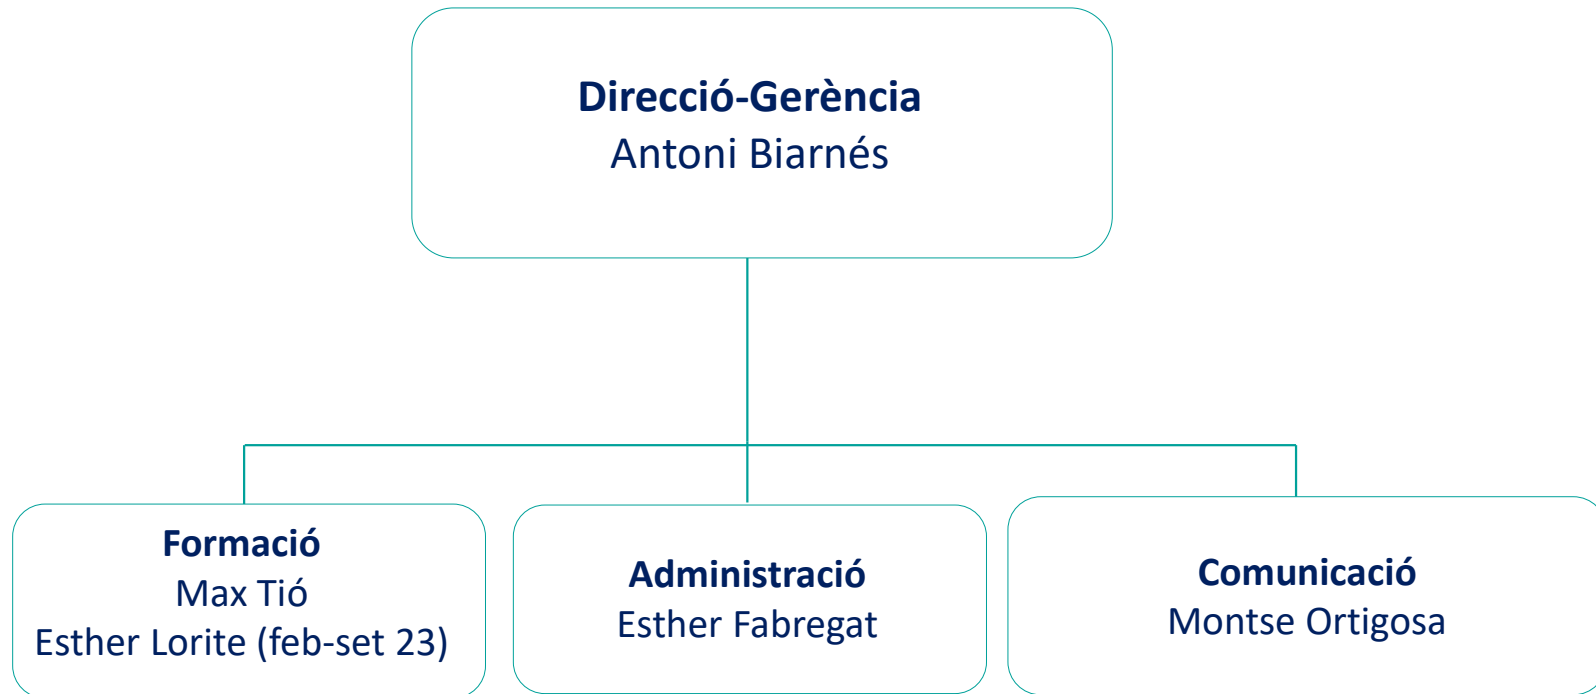 Direcció-Gerència
Antoni Biarnés
Formació
Max Tió
Esther Lorite (feb-set 23)
Administració
Esther Fabregat
Comunicació
Montse Ortigosa